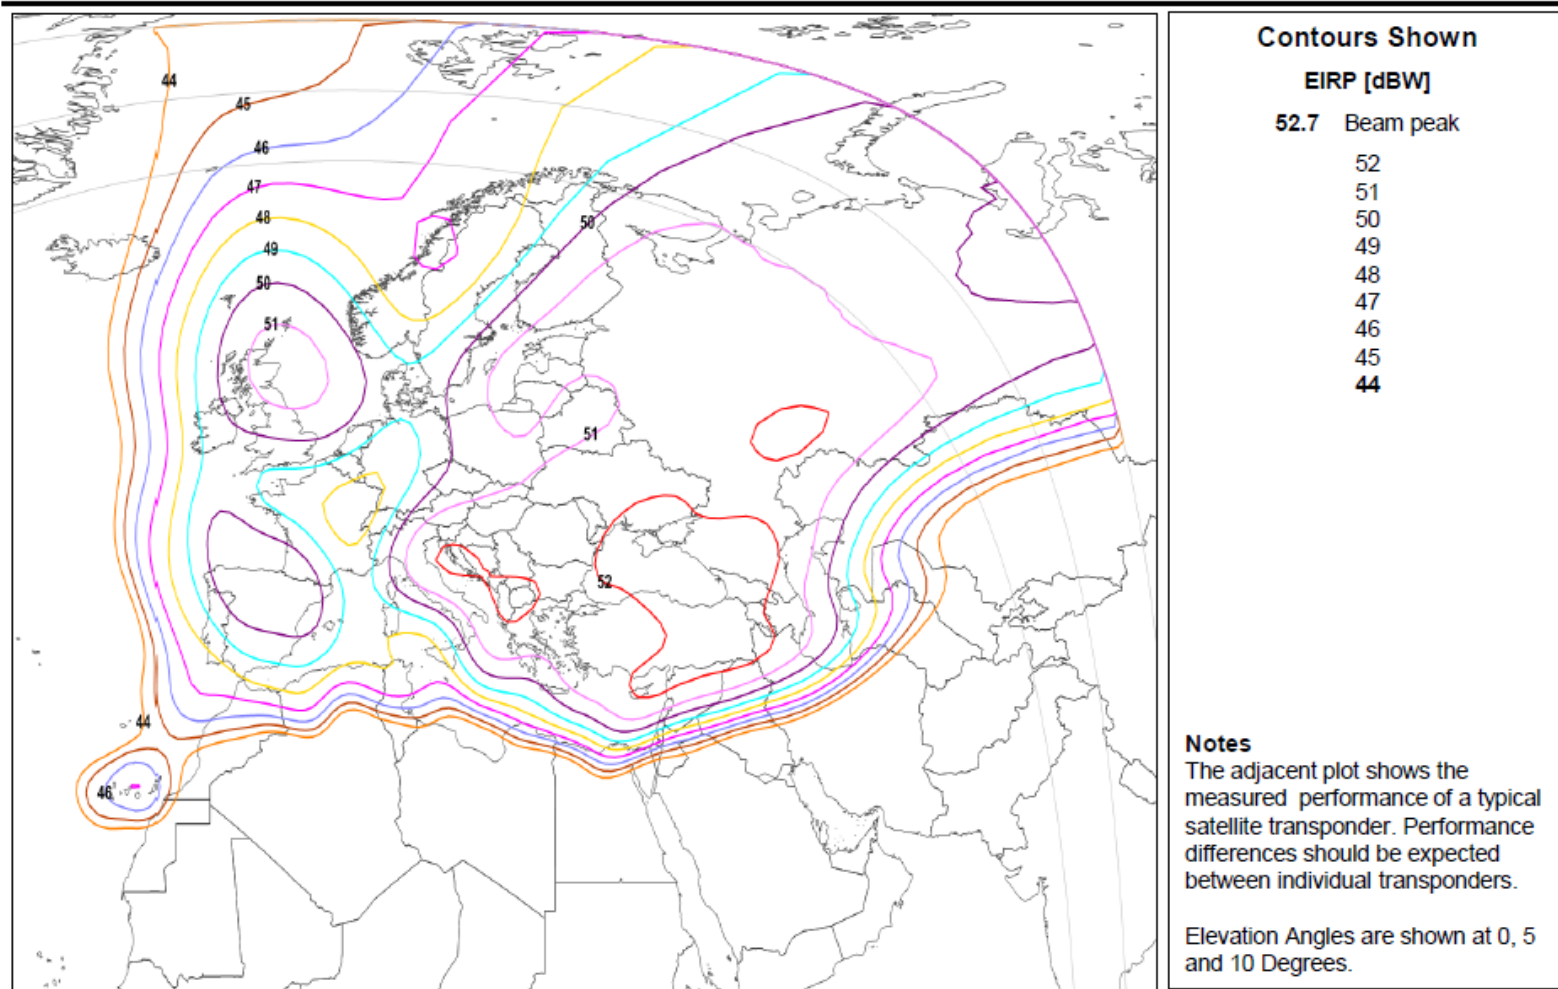 44
45
46
47
48
49
50
51
50
51
52
44
46
Contours Shown
EIRP [dBW]
52.7 Beam peak
52
51
50
49
48
47
46
45
44
Notes
The adjacent plot shows the
measured performance of a typical
satellite transponder. Performance
differences should be expected
between individual transponders.
Elevation Angles are shown at 0, 5
and 10 Degrees.